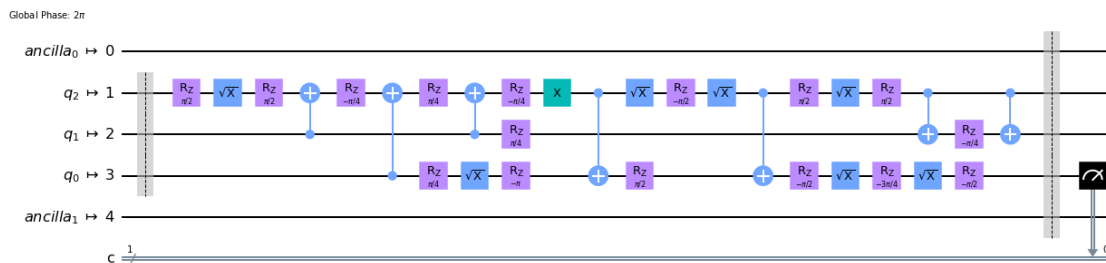 Global Phase: 2π
ancilla₀ ↦ 0
q₂ ↦ 1 R_Z π/2 √X R_Z π/2 R_Z −π/4 R_Z π/4 R_Z −π/4 X √X R_Z −π/2 √X R_Z π/2 √X R_Z π/2
q₁ ↦ 2 R_Z π/4 R_Z −π/4
q₀ ↦ 3 R_Z π/4 √X R_Z −π R_Z π/2 R_Z −π/2 √X R_Z −3π/4 √X R_Z −π/2
ancilla₁ ↦ 4
c 1 0